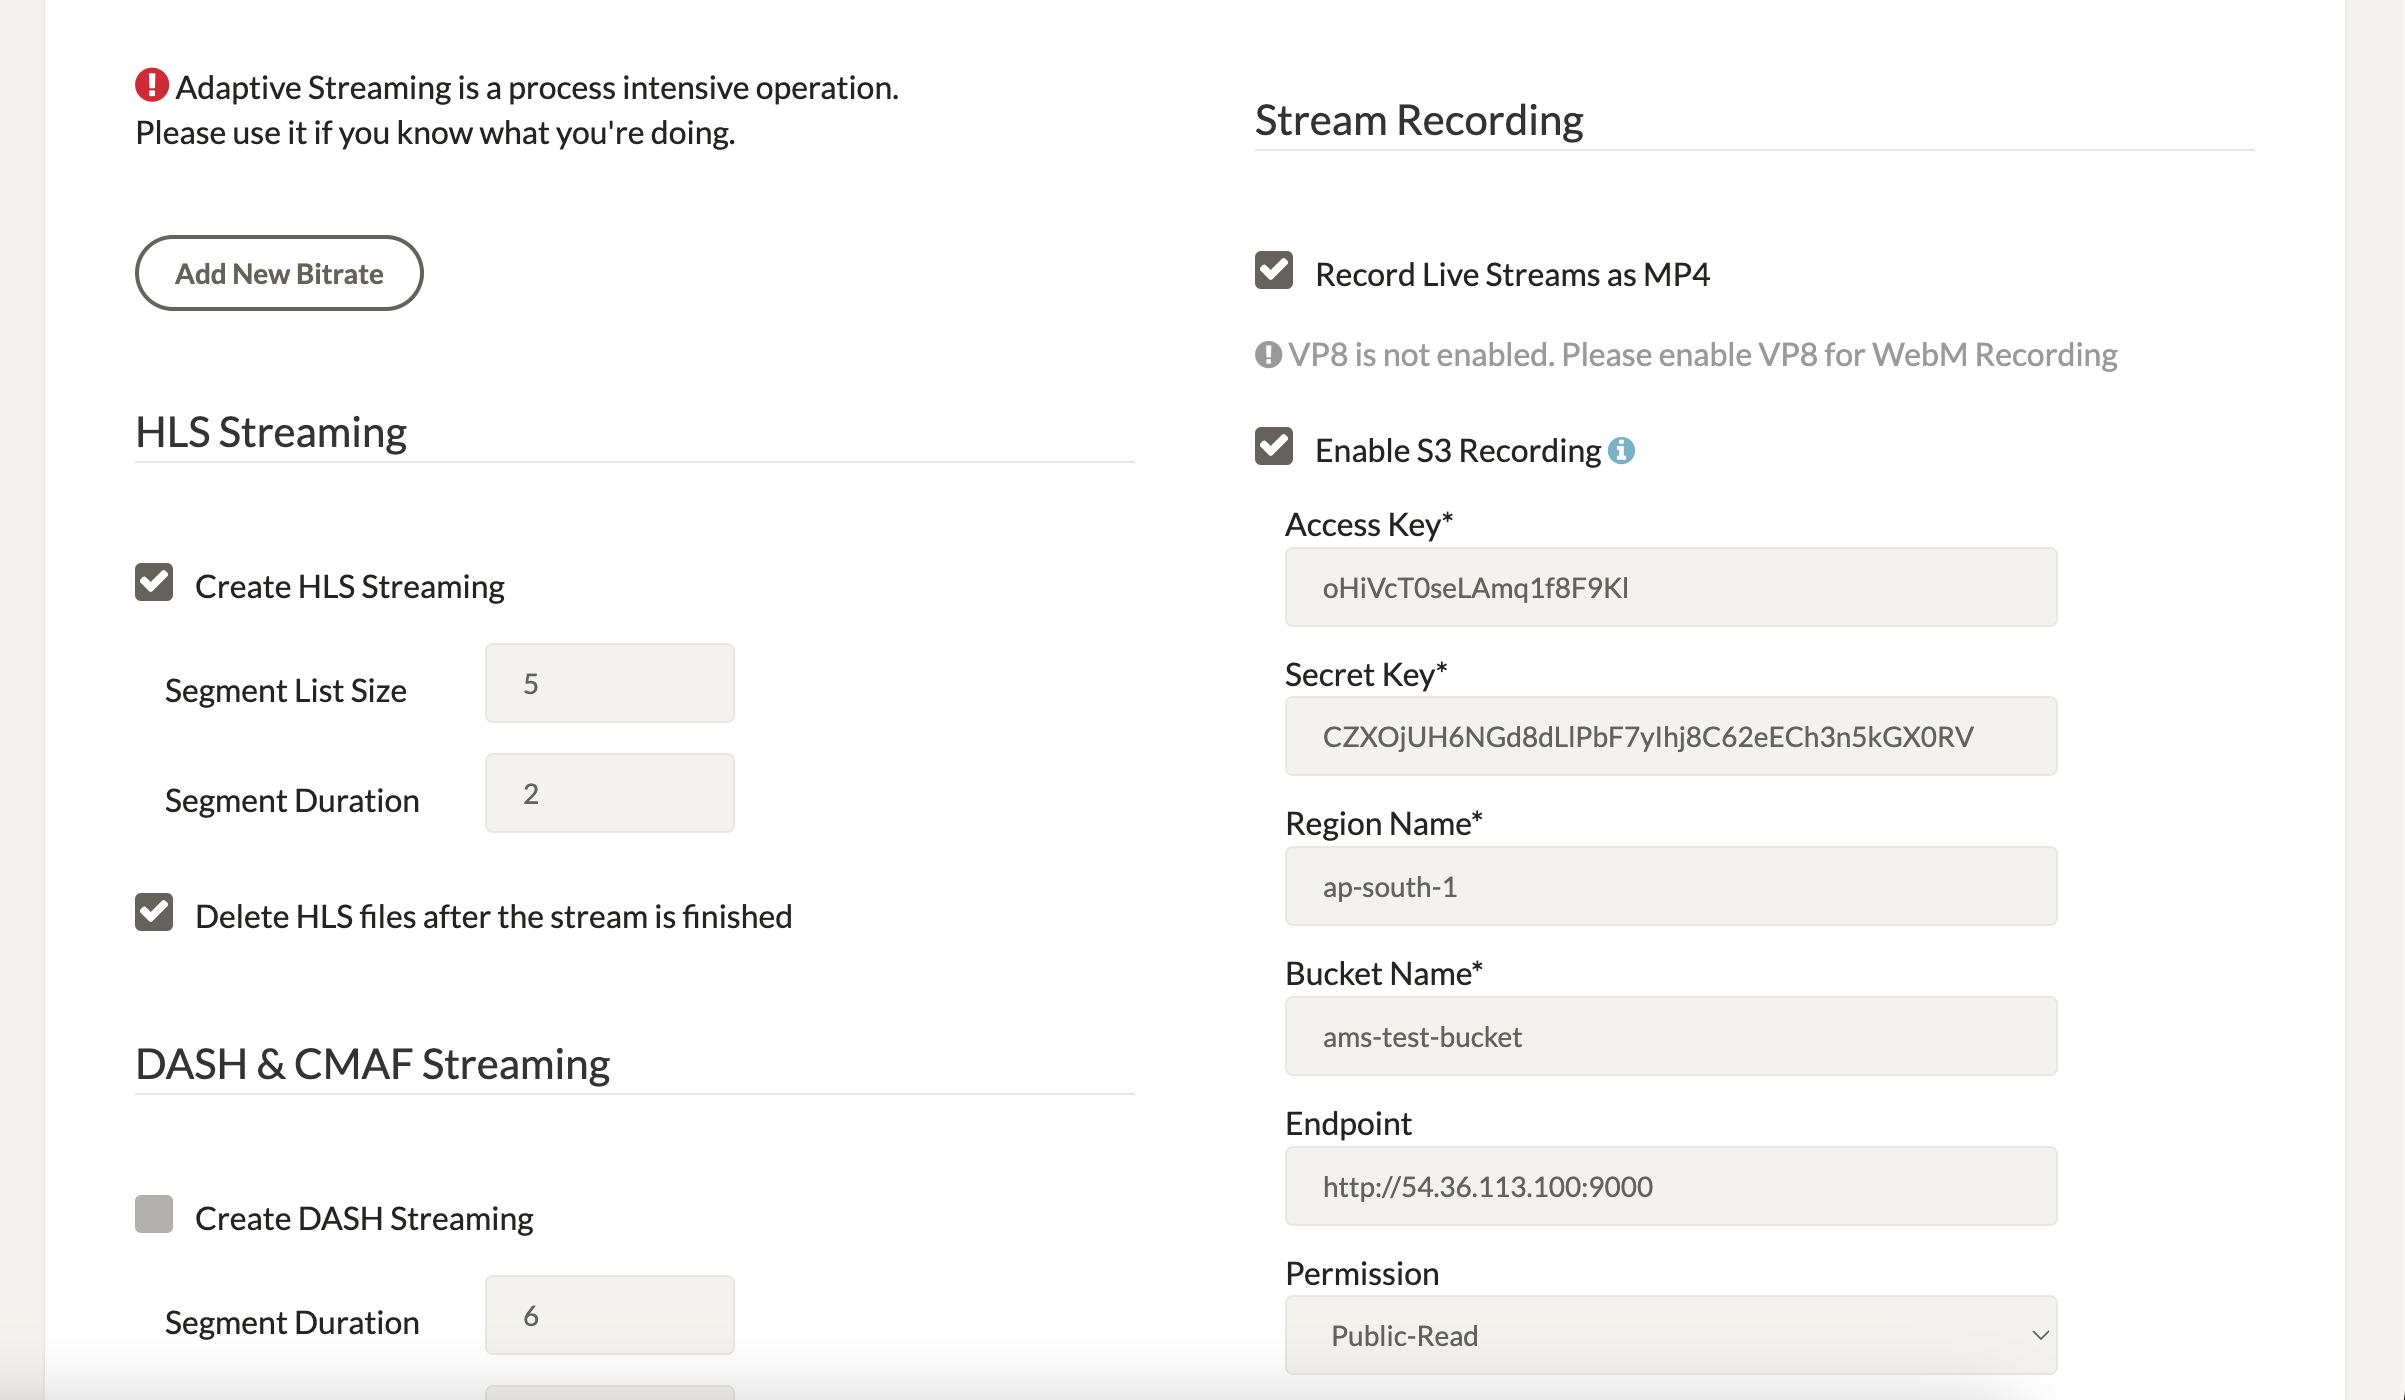 Adaptive Streaming is a process intensive operation.
Please use it if you know what you're doing.
Add New Bitrate
HLS Streaming
Create HLS Streaming
Segment List Size
5
Segment Duration
2
Delete HLS files after the stream is finished
DASH & CMAF Streaming
Create DASH Streaming
Segment Duration
6
Stream Recording
Record Live Streams as MP4
VP8 is not enabled. Please enable VP8 for WebM Recording
Enable S3 Recording
Access Key*
oHiVcT0seLAmq1f8F9Kl
Secret Key*
CZXOjUH6NGd8dLlPbF7yIhj8C62eECh3n5kGX0RV
Region Name*
ap-south-1
Bucket Name*
ams-test-bucket
Endpoint
http://54.36.113.100:9000
Permission
Public-Read